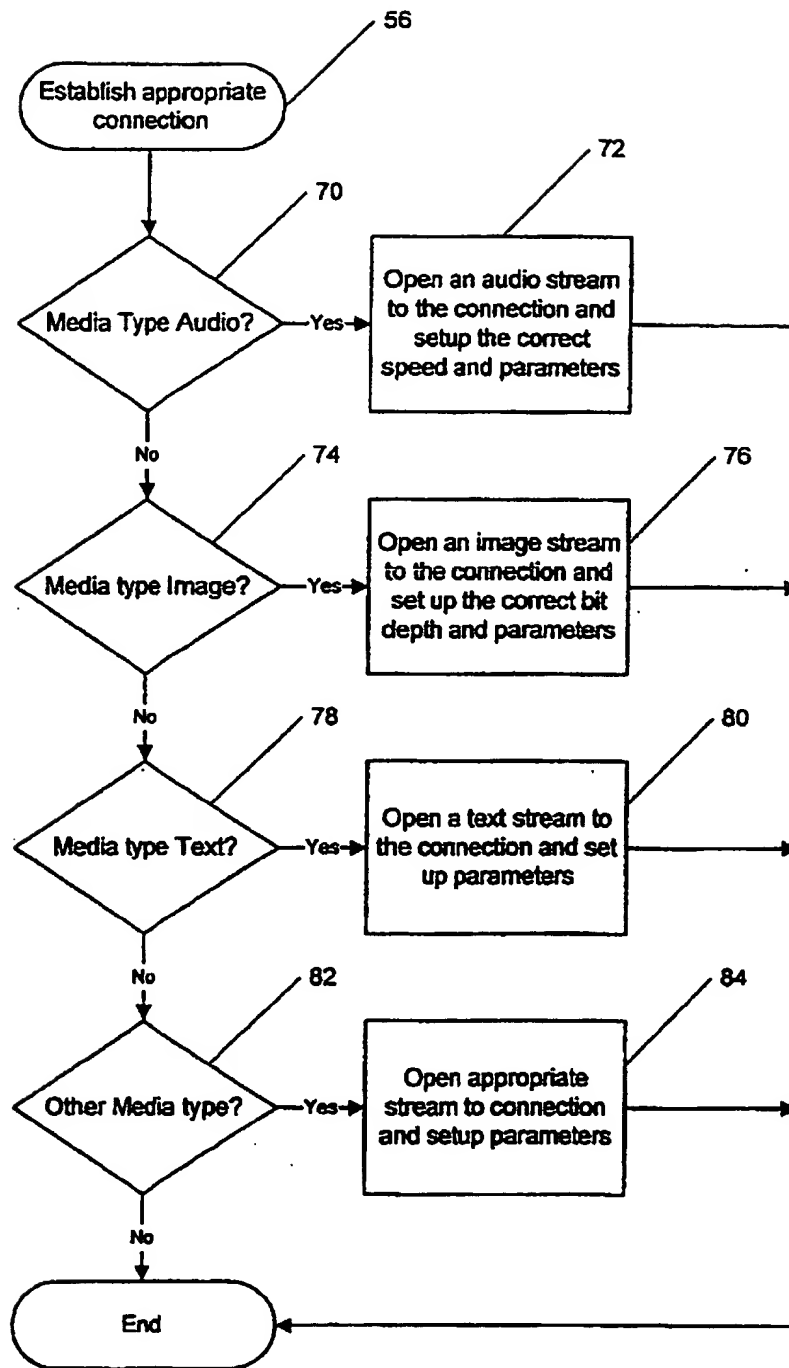 56
Establish appropriate
connection
70
72
Media Type Audio?
Yes
Open an audio stream
to the connection and
setup the correct
speed and parameters
No
74
76
Media type Image?
Yes
Open an image stream
to the connection and
set up the correct bit
depth and parameters
No
78
80
Media type Text?
Yes
Open a text stream to
the connection and set
up parameters
No
82
84
Other Media type?
Yes
Open appropriate
stream to connection
and setup parameters
No
End